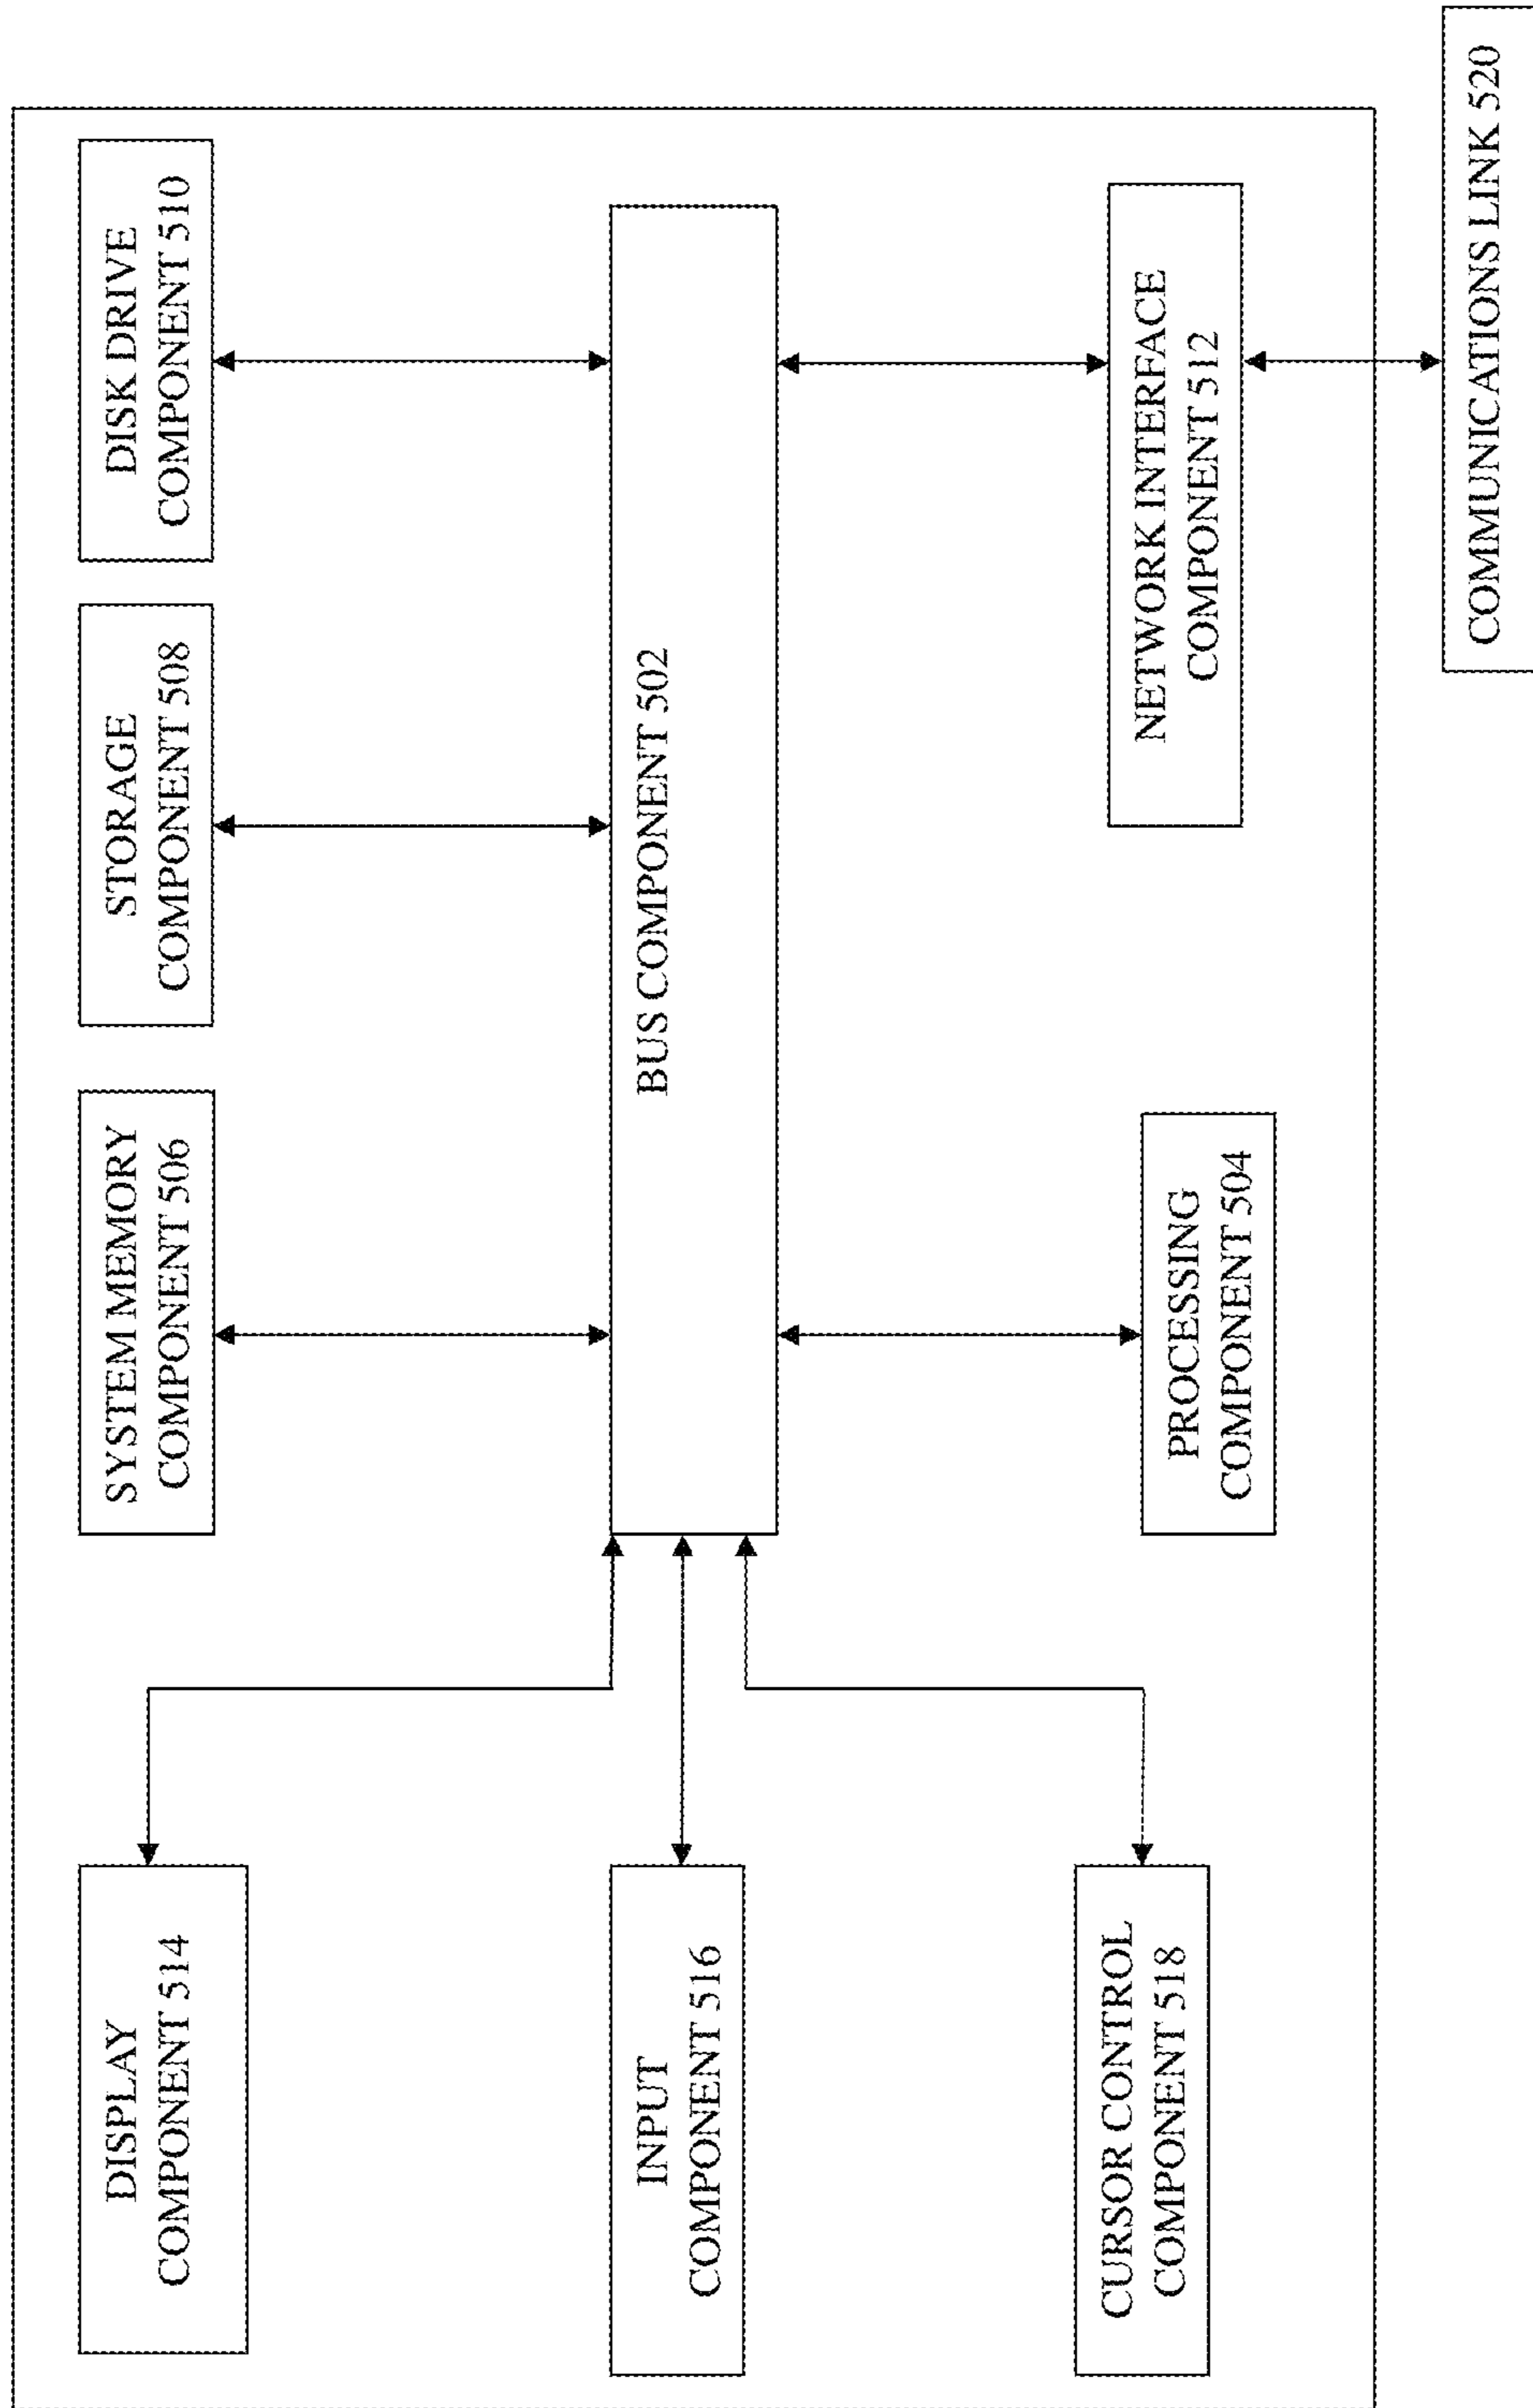 DISPLAY
COMPONENT 514
SYSTEM MEMORY
COMPONENT 506
STORAGE
COMPONENT 508
DISK DRIVE
COMPONENT 510
INPUT
COMPONENT 516
BUS COMPONENT 502
CURSOR CONTROL
COMPONENT 518
PROCESSING
COMPONENT 504
NETWORK INTERFACE
COMPONENT 512
COMMUNICATIONS LINK 520